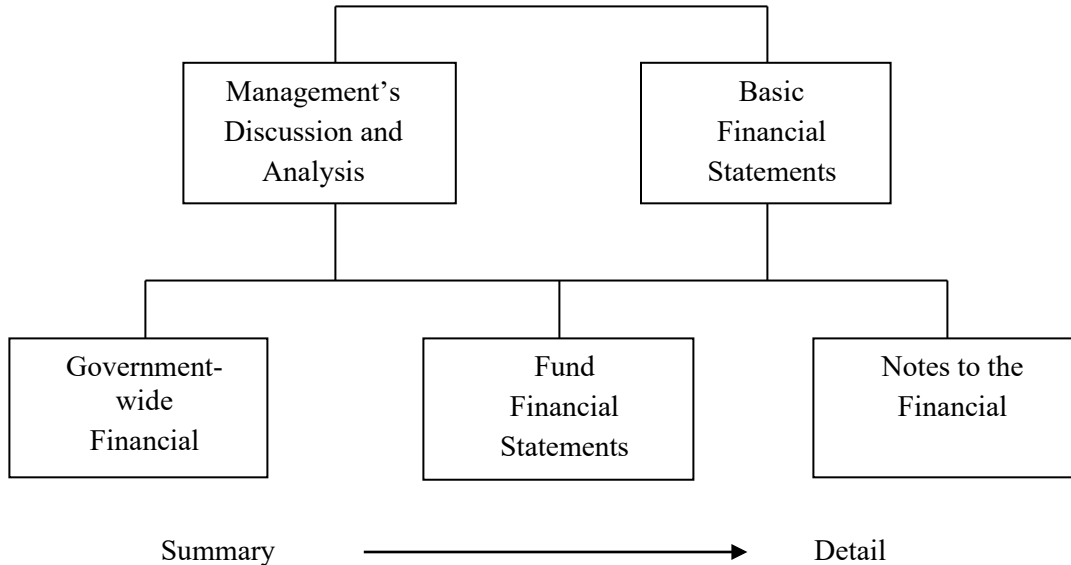 Management’s
Discussion and
Analysis
Basic
Financial
Statements
Government-
wide
Financial
Fund
Financial
Statements
Notes to the
Financial
Summary
Detail